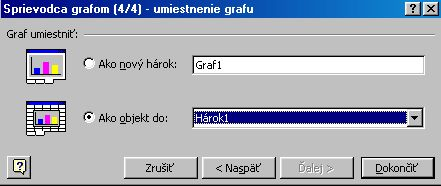 Sprievodca grafom (4/4) - umiestnenie grafu
Graf umiestniť:
Ako nový hárok: Graf1
Ako objekt do: Hárok1
? Zrušiť < Naspäť Ďalej > Dokončiť